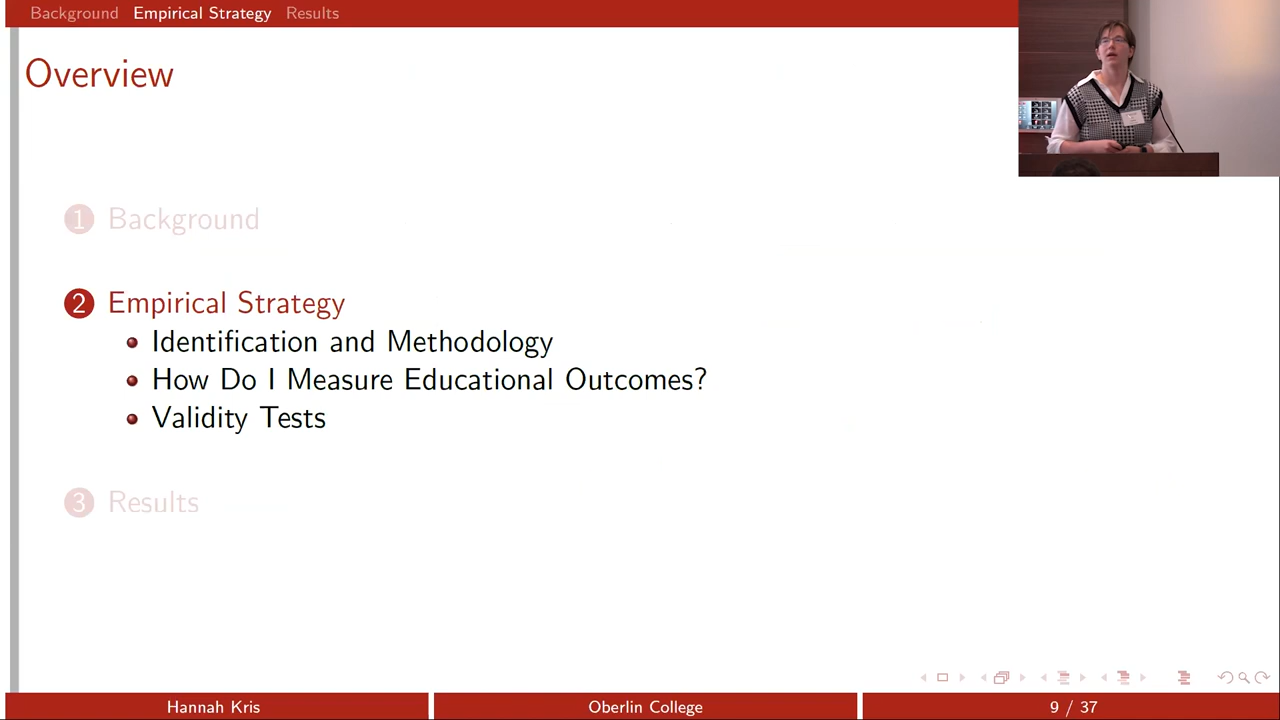 Background Empirical Strategy Results
Overview
1 Background
2 Empirical Strategy
Identification and Methodology
How Do I Measure Educational Outcomes?
Validity Tests
3 Results
Hannah Kris Oberlin College 9 / 37